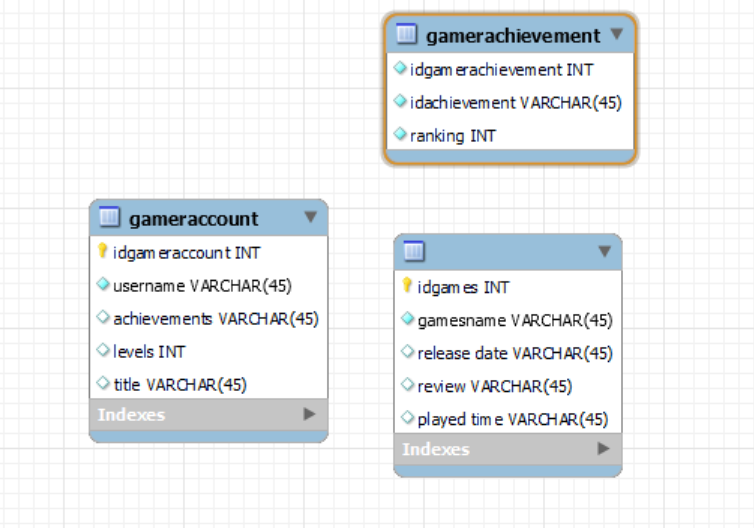 gamerachievement
idgamerachievement INT
idachievement VARCHAR(45)
ranking INT
gameraccount
idgameraccount INT
username VARCHAR(45)
achievements VARCHAR(45)
levels INT
title VARCHAR(45)
Indexes
idgames INT
gamesname VARCHAR(45)
release date VARCHAR(45)
review VARCHAR(45)
played time VARCHAR(45)
Indexes